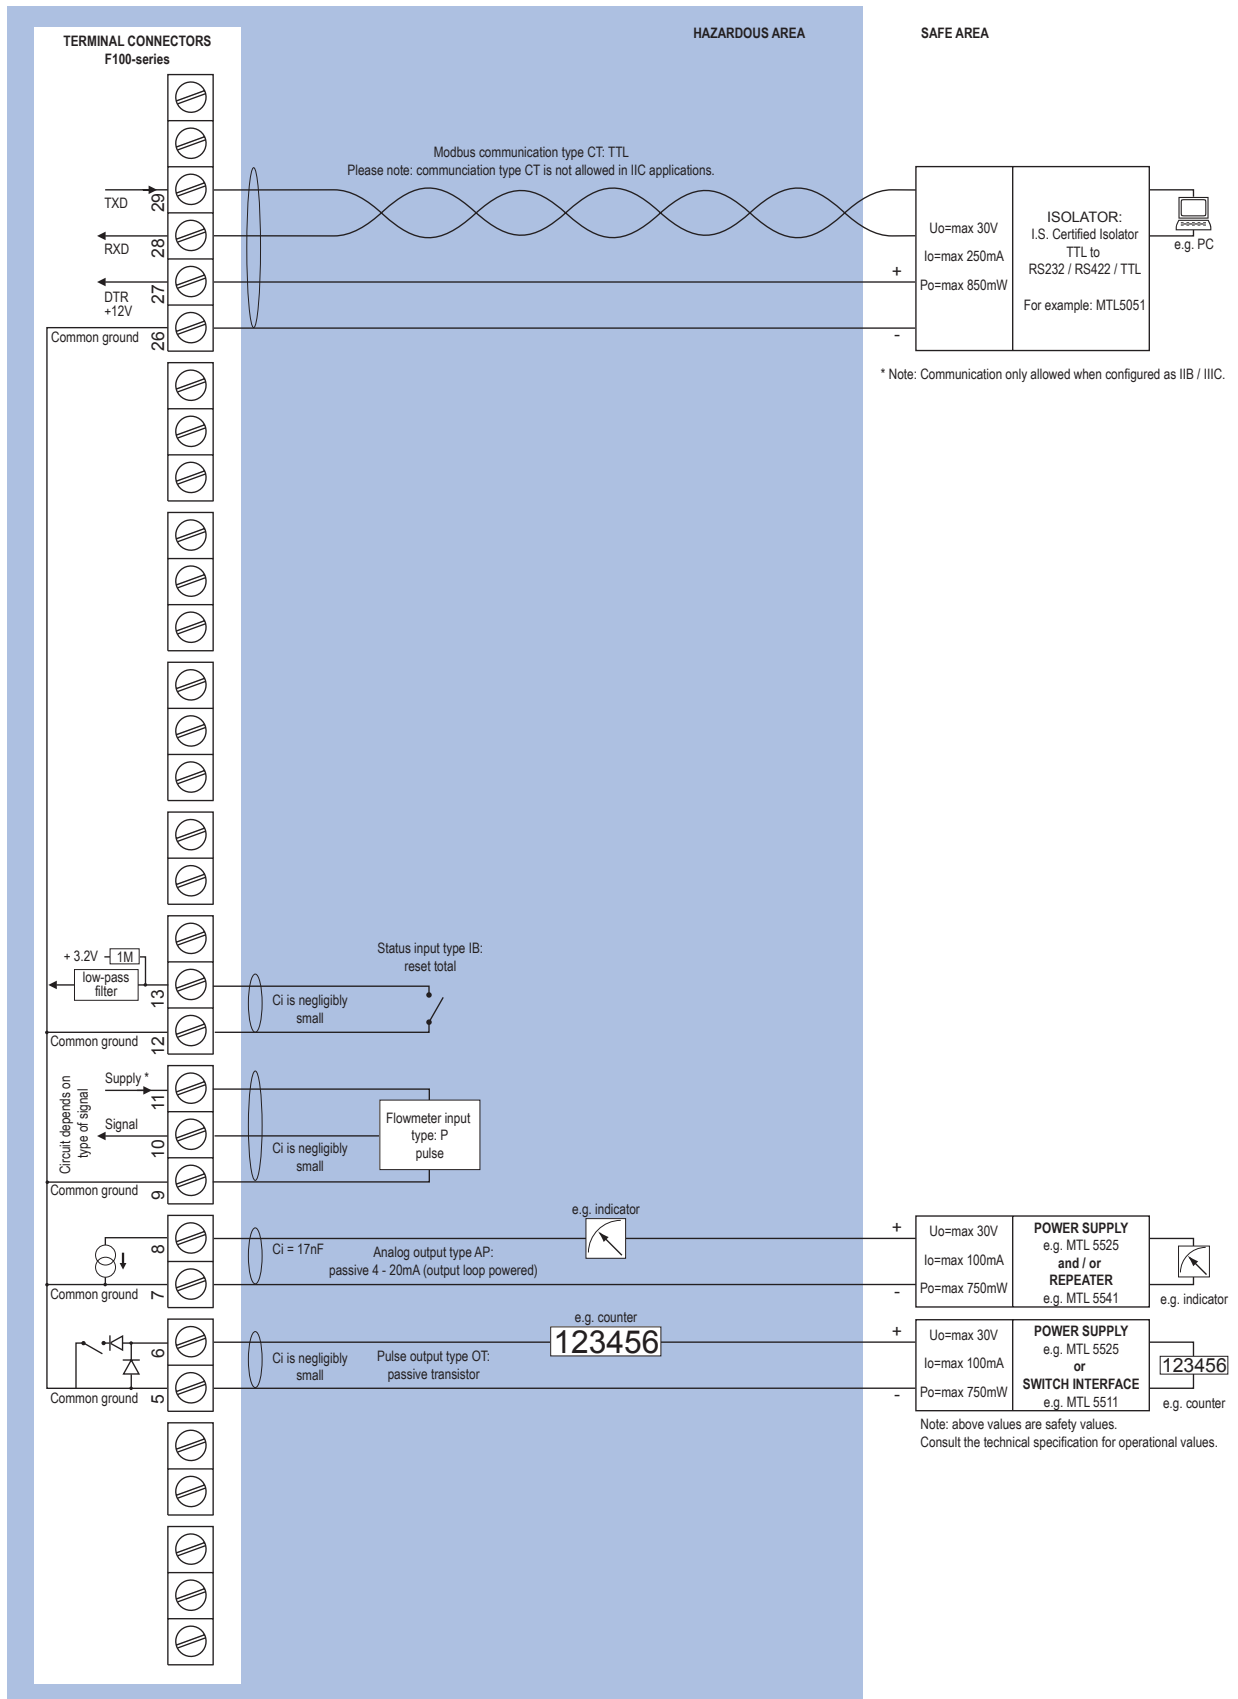 TERMINAL CONNECTORS
F100-series
HAZARDOUS AREA
SAFE AREA
Modbus communication type CT: TTL
Please note: communciation type CT is not allowed in IIC applications.
TXD
29
RXD
28
DTR
+12V
27
Common ground
26
+
-
Uo=max 30V
Io=max 250mA
Po=max 850mW
ISOLATOR:
I.S. Certified Isolator
TTL to
RS232 / RS422 / TTL
For example: MTL5051
e.g. PC
* Note: Communication only allowed when configured as IIB / IIIC.
+ 3.2V
1M
low-pass
filter
13
Common ground
12
Status input type IB:
reset total
Ci is negligibly
small
Circuit depends on
type of signal
Supply *
11
Signal
10
Common ground
9
Ci is negligibly
small
Flowmeter input
type: P
pulse
8
Common ground
7
Ci = 17nF
Analog output type AP:
passive 4 - 20mA (output loop powered)
e.g. indicator
+
-
Uo=max 30V
Io=max 100mA
Po=max 750mW
POWER SUPPLY
e.g. MTL 5525
and / or
REPEATER
e.g. MTL 5541
e.g. indicator
6
Common ground
5
Ci is negligibly
small
Pulse output type OT:
passive transistor
e.g. counter
123456
+
-
Uo=max 30V
Io=max 100mA
Po=max 750mW
POWER SUPPLY
e.g. MTL 5525
or
SWITCH INTERFACE
e.g. MTL 5511
123456
e.g. counter
Note: above values are safety values.
Consult the technical specification for operational values.